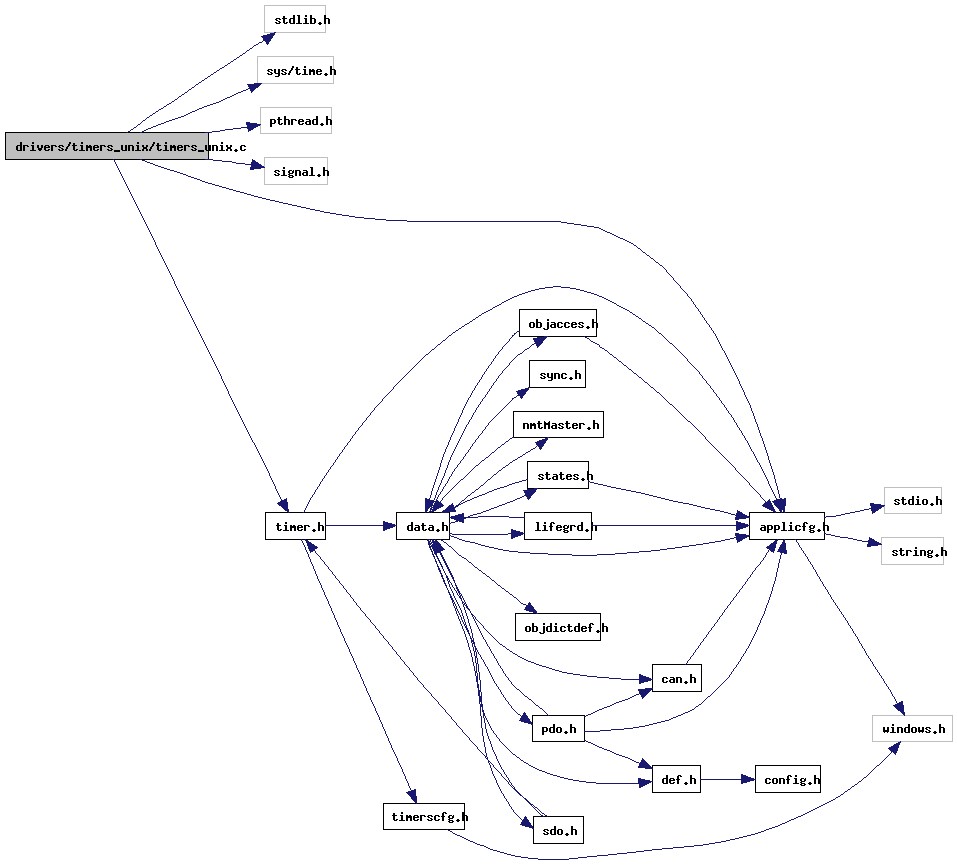 stdlib.h
sys/time.h
pthread.h
drivers/timers_unix/timers_unix.c
signal.h
objacces.h
sync.h
nmtMaster.h
states.h
stdio.h
timer.h
data.h
lifegrd.h
applicfg.h
string.h
objdictdef.h
can.h
pdo.h
windows.h
def.h
config.h
timerscfg.h
sdo.h